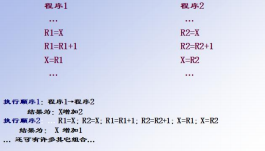 程序1 程序2
... ...
R1=X R2=X
R1=R1+1 R2=R2+1
X=R1 X=R2
... ...
执行顺序1：程序1→程序2
结果为：X增加2
执行顺序2 R1=X；R2=X；R1=R1+1；R2=R2+1；X=R1；X=R2
结果为： X 增加1
... 还可有许多其它组合...